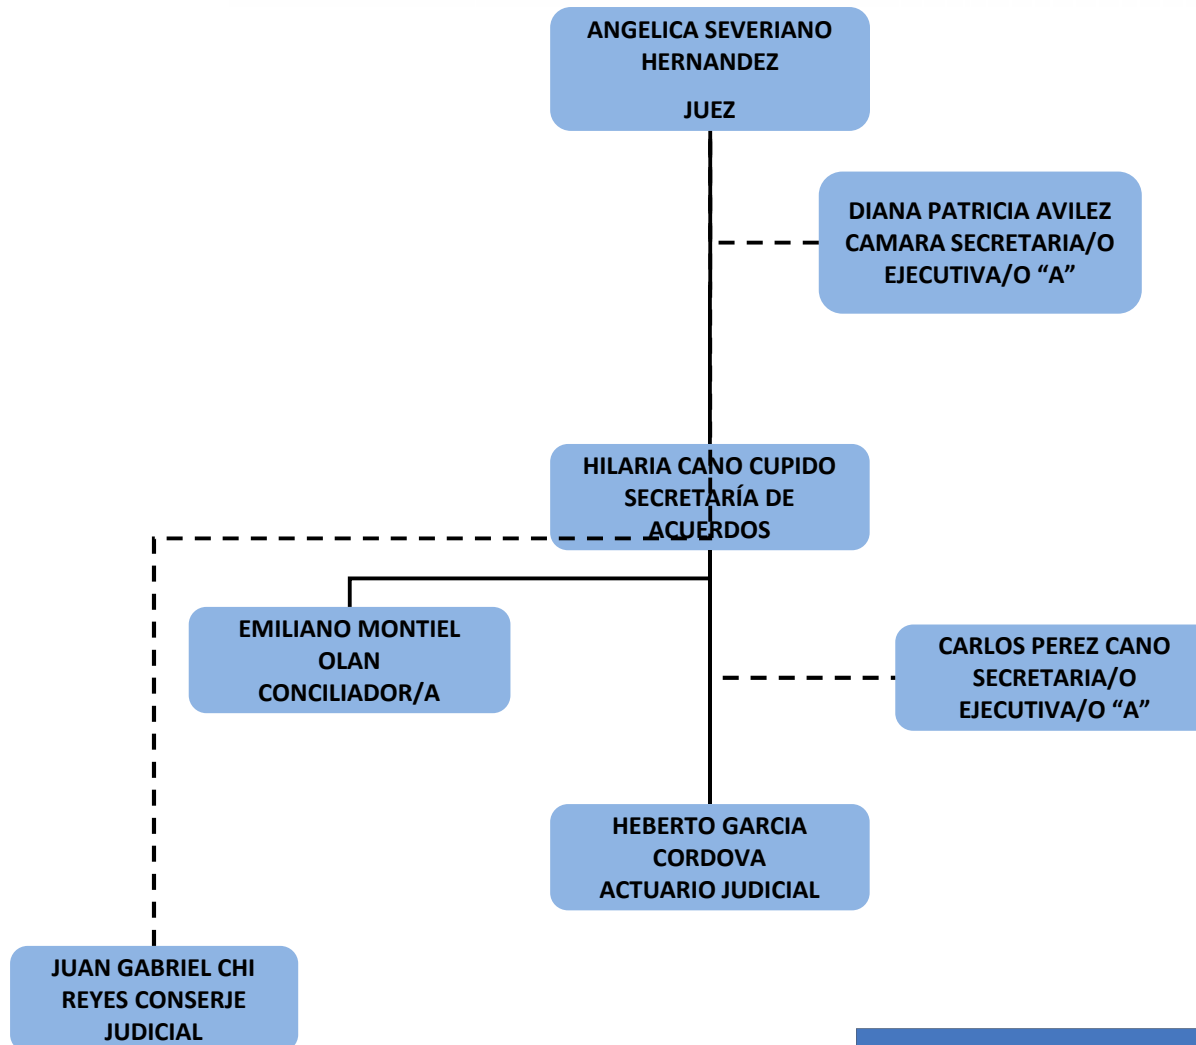 ANGELICA SEVERIANO
HERNANDEZ
JUEZ
DIANA PATRICIA AVILEZ
CAMARA SECRETARIA/O
EJECUTIVA/O “A”
HILARIA CANO CUPIDO
SECRETARÍA DE
ACUERDOS
EMILIANO MONTIEL
OLAN
CONCILIADOR/A
CARLOS PEREZ CANO
SECRETARIA/O
EJECUTIVA/O “A”
HEBERTO GARCIA
CORDOVA
ACTUARIO JUDICIAL
JUAN GABRIEL CHI
REYES CONSERJE
JUDICIAL